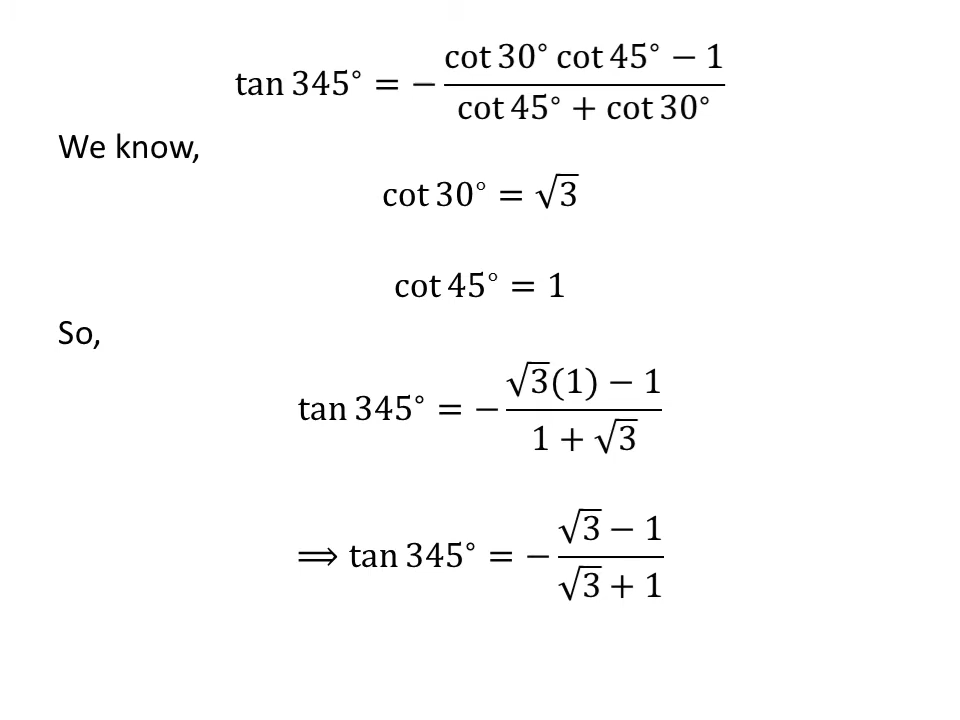 tan 345° = − (cot 30° cot 45° − 1) / (cot 45° + cot 30°)
We know,
cot 30° = √3
cot 45° = 1
So,
tan 345° = − (√3(1) − 1) / (1 + √3)
⟹ tan 345° = − (√3 − 1) / (√3 + 1)